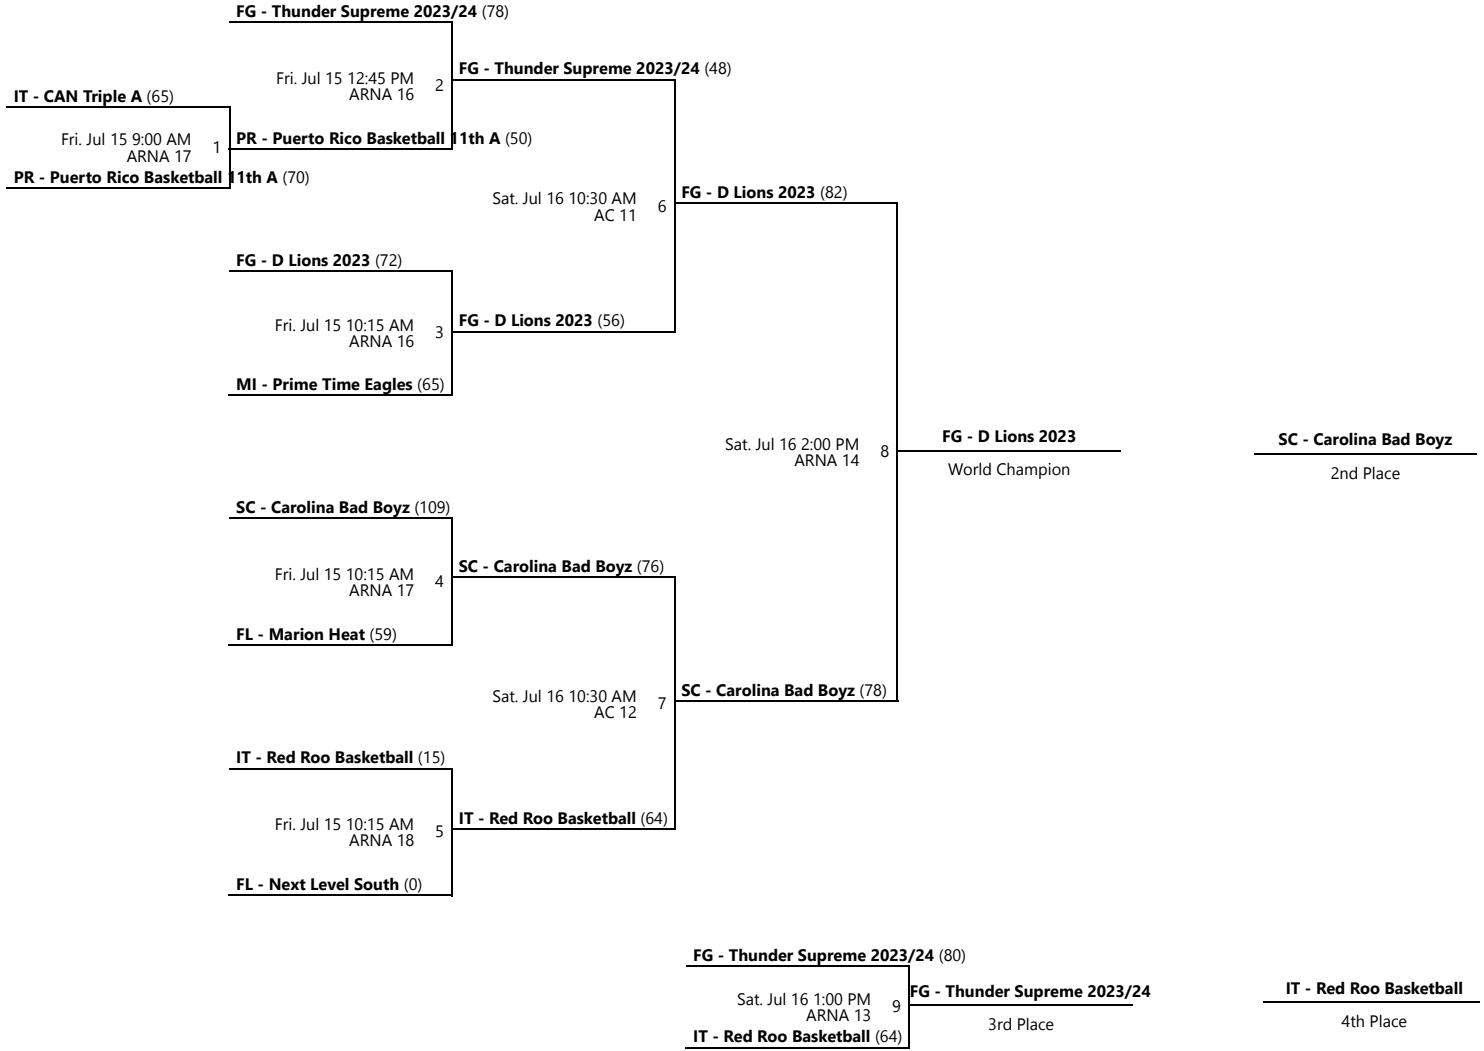 FG - Thunder Supreme 2023/24 (78)
Fri. Jul 15 12:45 PM
ARNA 16
2
FG - Thunder Supreme 2023/24 (48)
IT - CAN Triple A (65)
Fri. Jul 15 9:00 AM
ARNA 17
1
PR - Puerto Rico Basketball 11th A (50)
PR - Puerto Rico Basketball 11th A (70)
Sat. Jul 16 10:30 AM
AC 11
6
FG - D Lions 2023 (82)
FG - D Lions 2023 (72)
Fri. Jul 15 10:15 AM
ARNA 16
3
FG - D Lions 2023 (56)
MI - Prime Time Eagles (65)
Sat. Jul 16 2:00 PM
ARNA 14
8
FG - D Lions 2023
World Champion
SC - Carolina Bad Boyz
2nd Place
SC - Carolina Bad Boyz (109)
Fri. Jul 15 10:15 AM
ARNA 17
4
SC - Carolina Bad Boyz (76)
FL - Marion Heat (59)
Sat. Jul 16 10:30 AM
AC 12
7
SC - Carolina Bad Boyz (78)
IT - Red Roo Basketball (15)
Fri. Jul 15 10:15 AM
ARNA 18
5
IT - Red Roo Basketball (64)
FL - Next Level South (0)
FG - Thunder Supreme 2023/24 (80)
Sat. Jul 16 1:00 PM
ARNA 13
9
FG - Thunder Supreme 2023/24
3rd Place
IT - Red Roo Basketball (64)
IT - Red Roo Basketball
4th Place